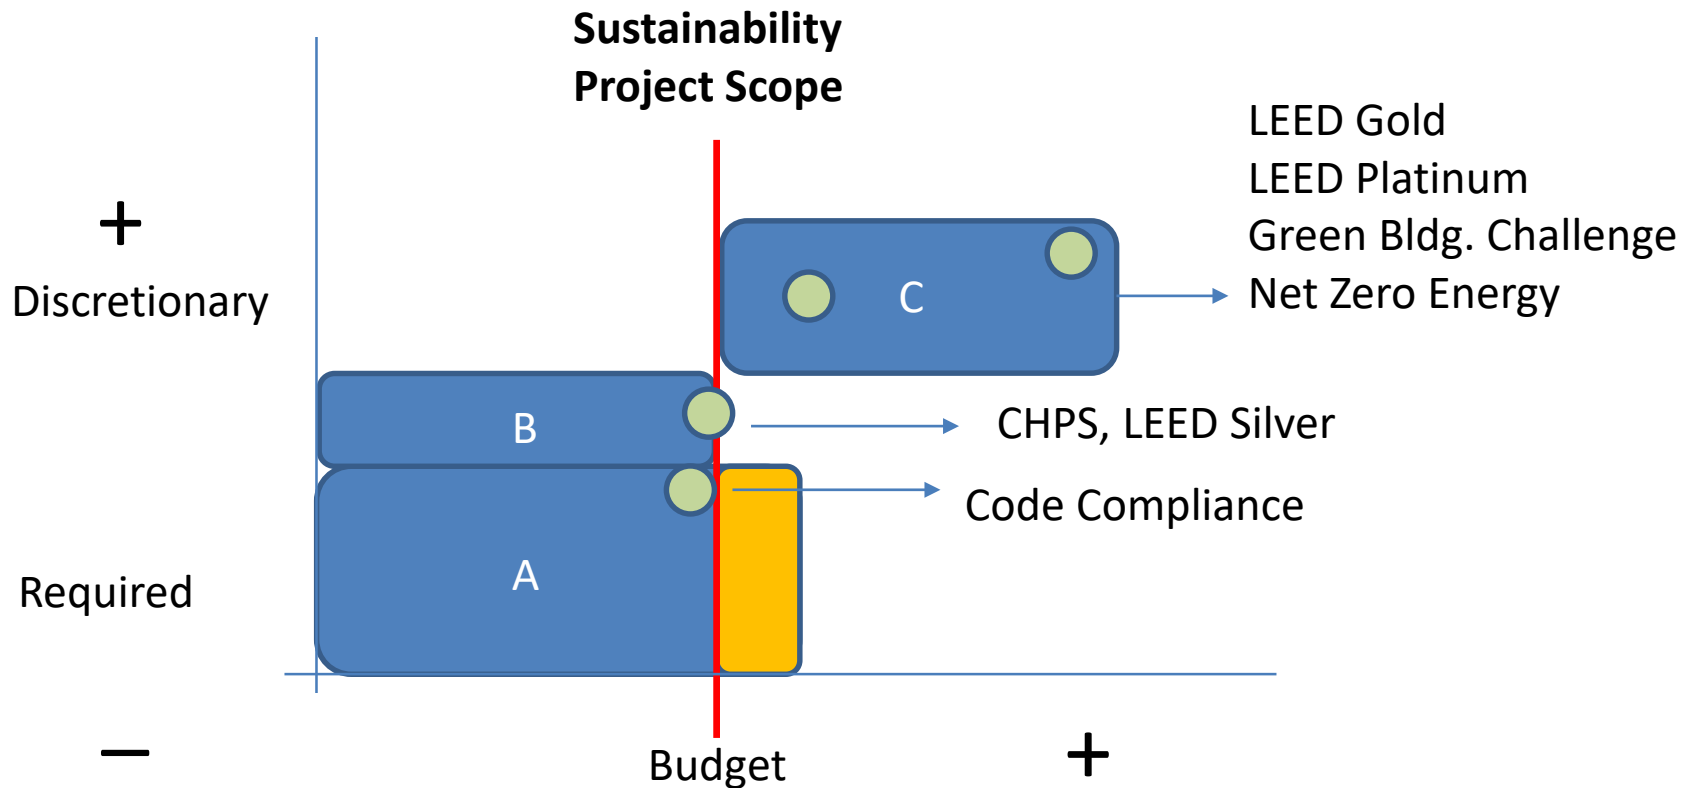 Sustainability
Project Scope
LEED Gold
LEED Platinum
Green Bldg. Challenge
Net Zero Energy
+
Discretionary
C
B
CHPS, LEED Silver
Code Compliance
A
Required
–
Budget
+